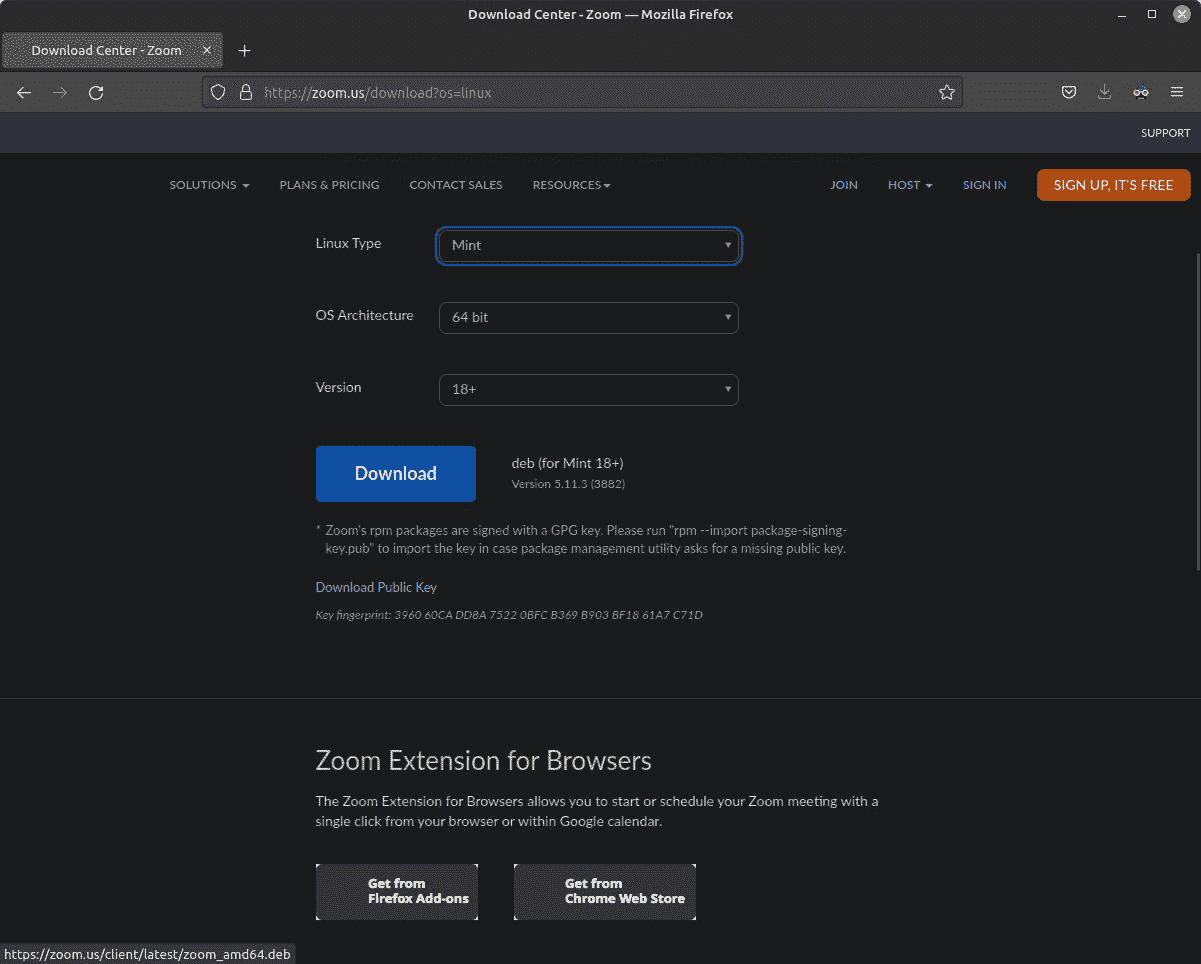 Download Center - Zoom — Mozilla Firefox
Download Center - Zoom
https://zoom.us/download?os=linux
SUPPORT
SOLUTIONS PLANS & PRICING CONTACT SALES RESOURCES JOIN HOST SIGN IN SIGN UP, IT'S FREE
Linux Type Mint
OS Architecture 64 bit
Version 18+
Download
deb (for Mint 18+)
Version 5.11.3 (3882)
* Zoom's rpm packages are signed with a GPG key. Please run "rpm --import package-signing-
key.pub" to import the key in case package management utility asks for a missing public key.
Download Public Key
Key fingerprint: 3960 60CA DD8A 7522 0BFC B369 B903 BF18 61A7 C71D
Zoom Extension for Browsers
The Zoom Extension for Browsers allows you to start or schedule your Zoom meeting with a
single click from your browser or within Google calendar.
Get from
Firefox Add-ons
Get from
Chrome Web Store
https://zoom.us/client/latest/zoom_amd64.deb